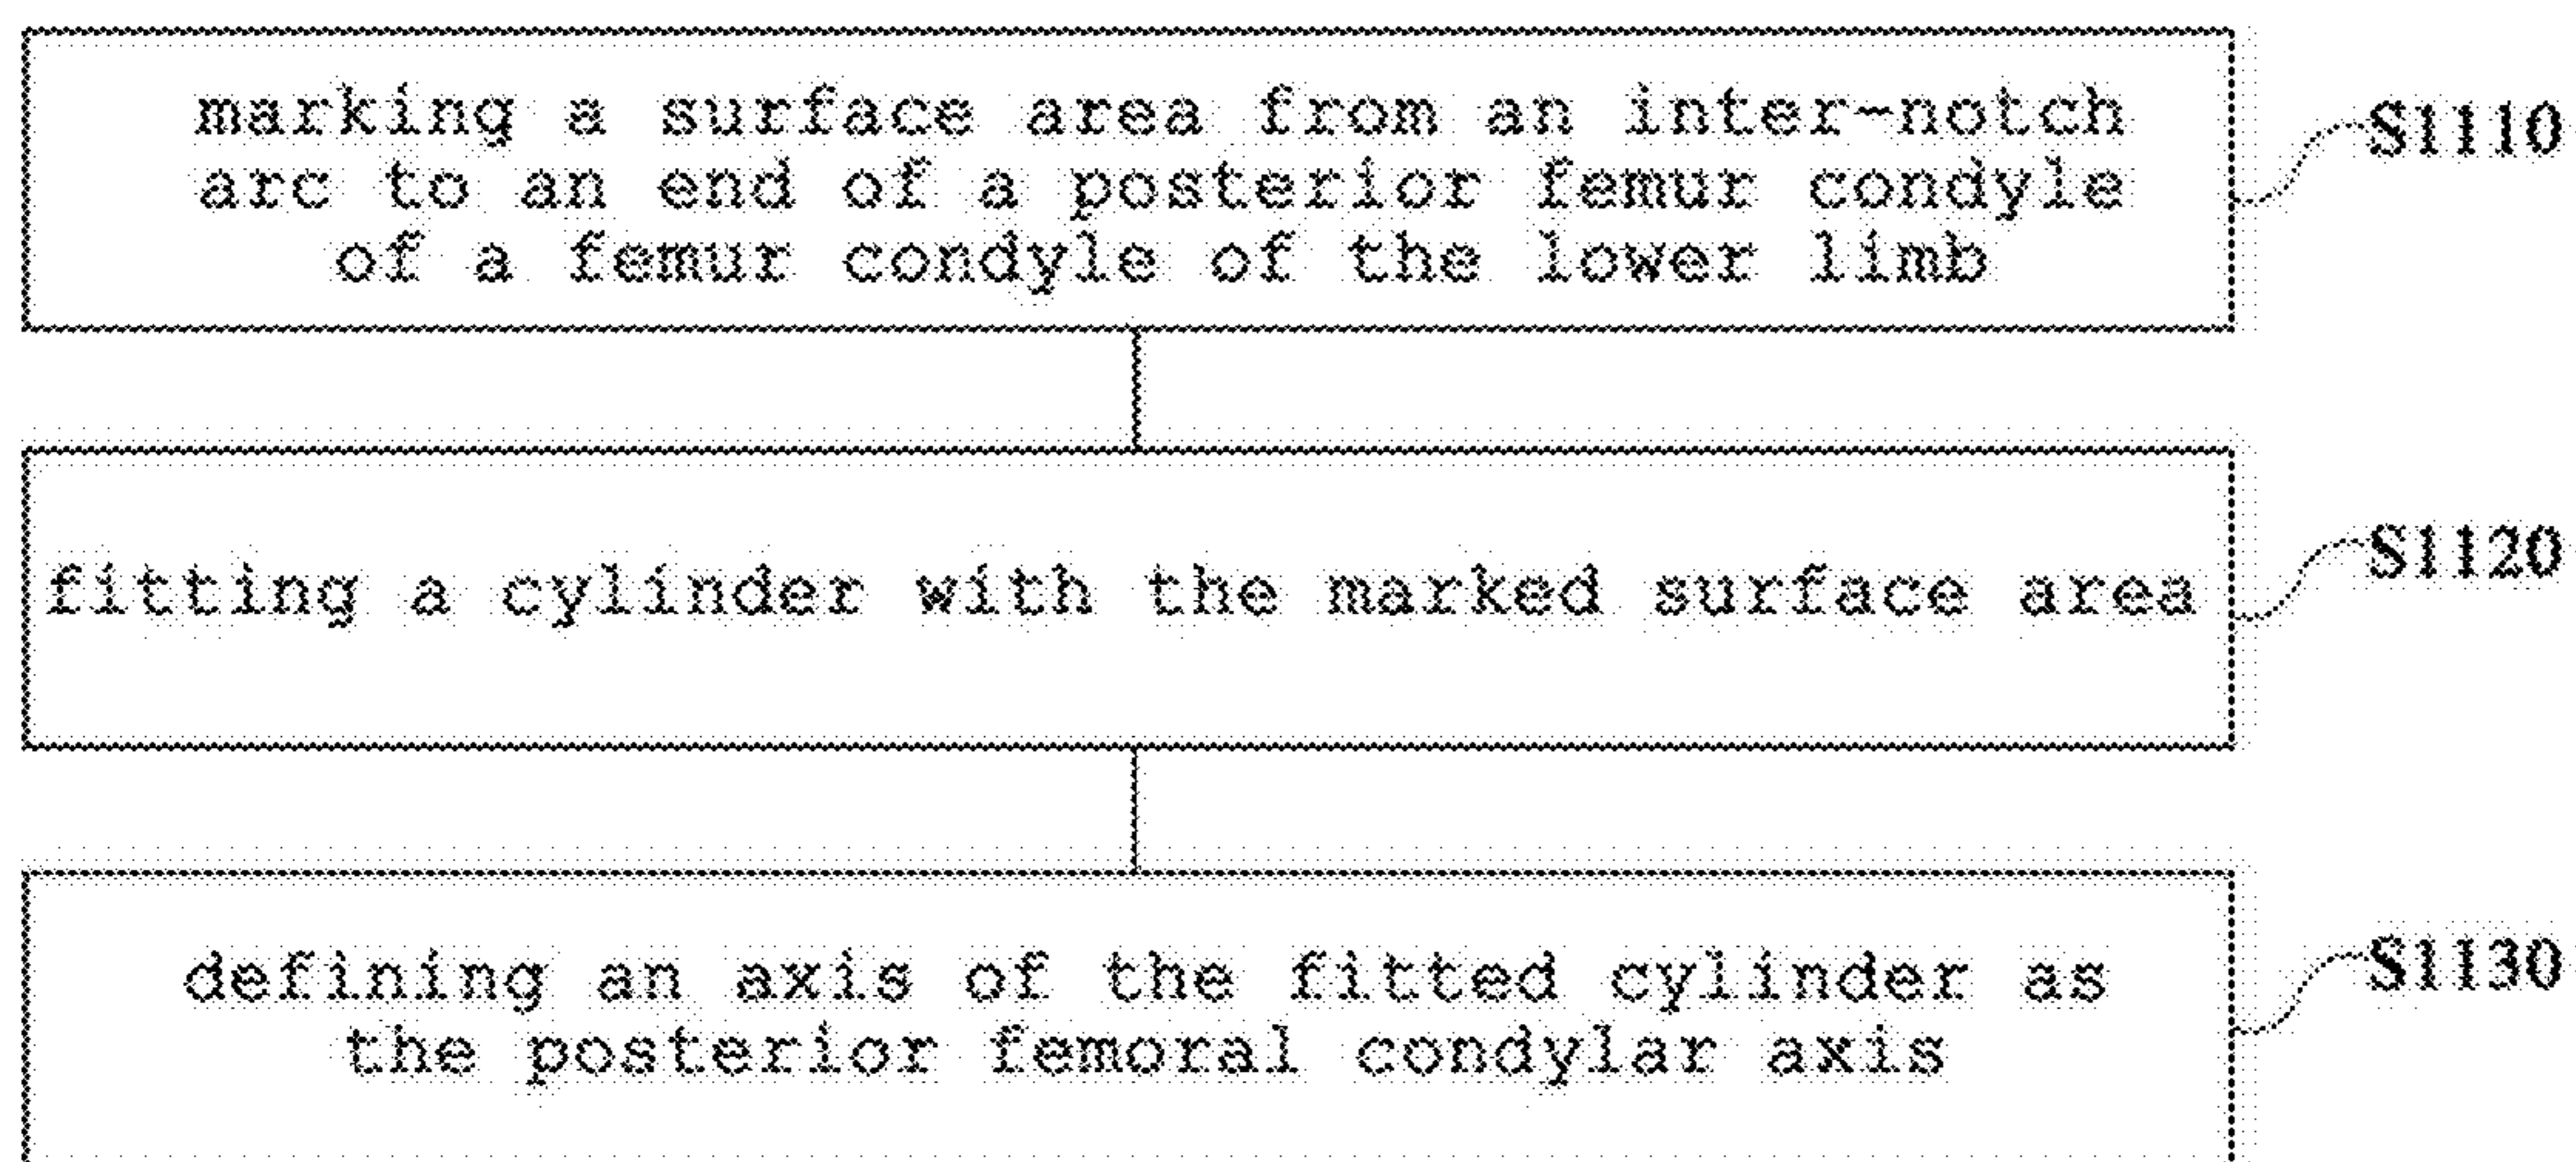 marking a surface area from an inter-notch
arc to an end of a posterior femur condyle
of a femur condyle of the lower limb
S1110
fitting a cylinder with the marked surface area
S1120
defining an axis of the fitted cylinder as
the posterior femoral condylar axis
S1130